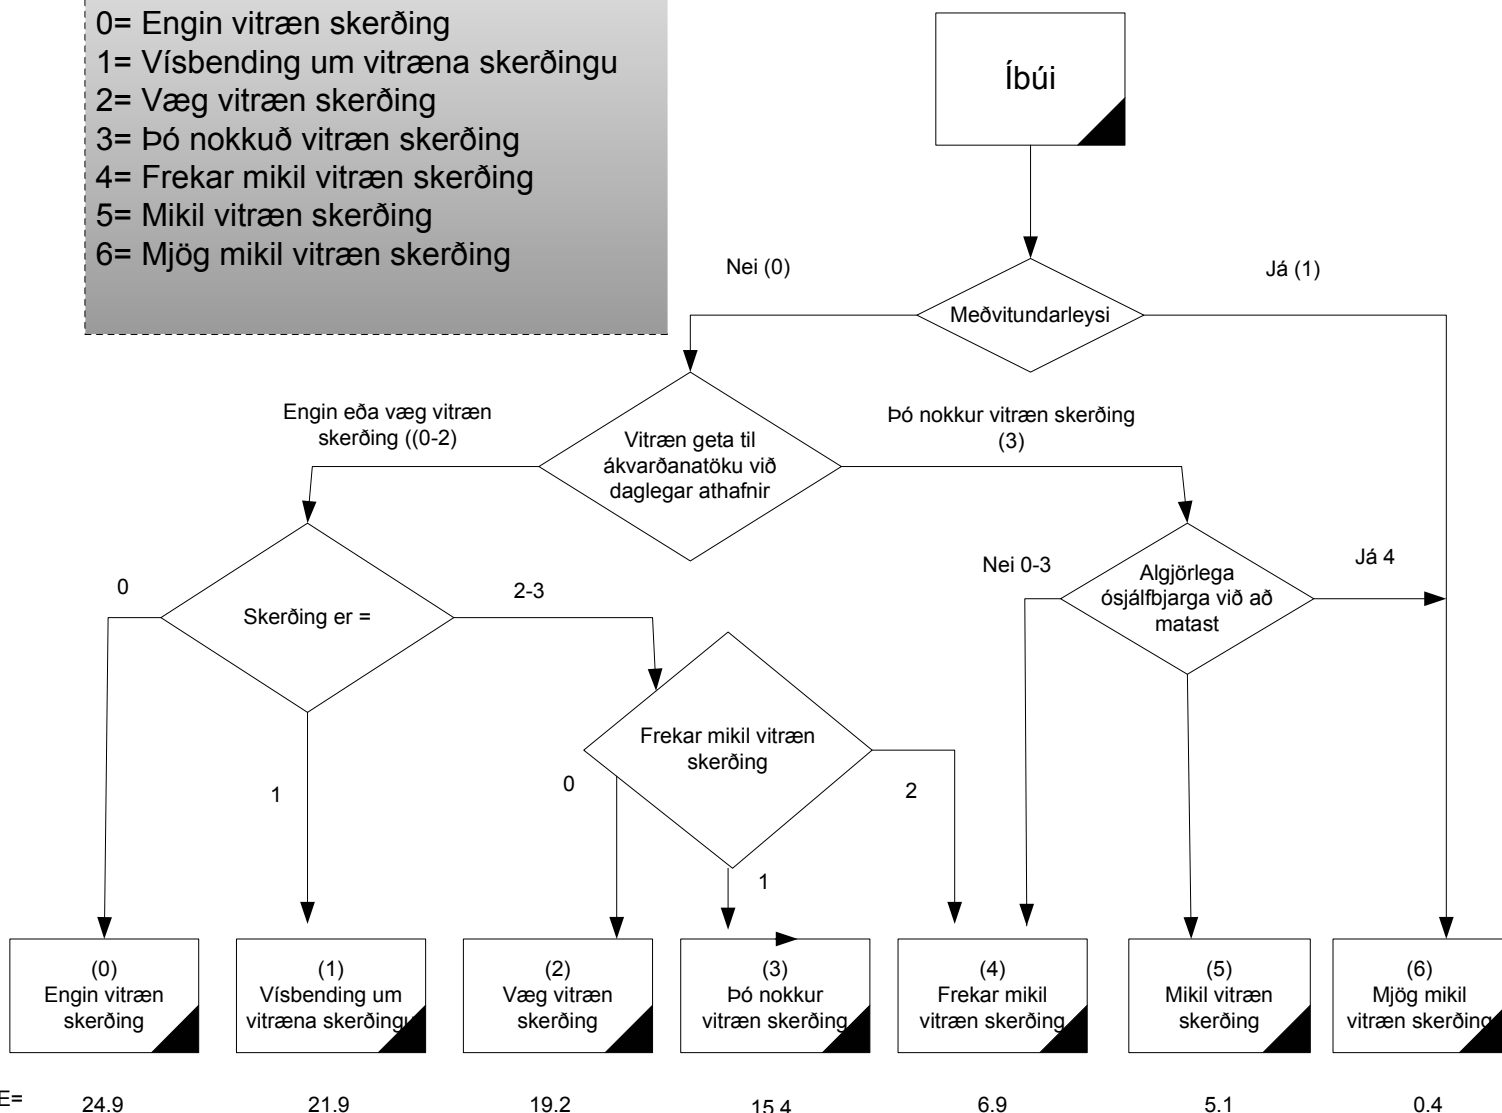 0= Engin vitræn skerðing
1= Vísbending um vitræna skerðingu
2= Væg vitræn skerðing
3= Þó nokkuð vitræn skerðing
4= Frekar mikil vitræn skerðing
5= Mikil vitræn skerðing
6= Mjög mikil vitræn skerðing
Íbúi
Nei (0)
Já (1)
Meðvitundarleysi
Engin eða væg vitræn
skerðing ((0-2)
Þó nokkur vitræn skerðing
(3)
Vitræn geta til
ákvarðanatöku við
daglegar athafnir
0
Skerðing er =
2-3
Nei 0-3
Já 4
Algjörlega
ósjálfbjarga við að
matast
Frekar mikil vitræn
skerðing
1
0
1
2
(0)
Engin vitræn
skerðing
(1)
Vísbending um
vitræna skerðingu
(2)
Væg vitræn
skerðing
(3)
Þó nokkur
vitræn skerðing
(4)
Frekar mikil
vitræn skerðing
(5)
Mikil vitræn
skerðing
(6)
Mjög mikil
vitræn skerðing
E= 24.9 21.9 19.2 15.4 6.9 5.1 0.4